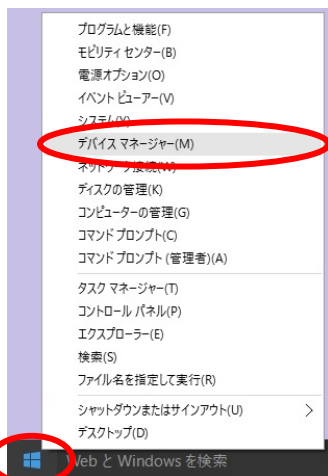 プログラムと機能(F)
モビリティ センター(B)
電源オプション(O)
イベント ビューアー(V)
システム(Y)
デバイス マネージャー(M)
ネットワーク接続(W)
ディスクの管理(K)
コンピューターの管理(G)
コマンド プロンプト(C)
コマンド プロンプト (管理者)(A)
タスク マネージャー(T)
コントロール パネル(P)
エクスプローラー(E)
検索(S)
ファイル名を指定して実行(R)
シャットダウンまたはサインアウト(U)
デスクトップ(D)
Web と Windows を検索